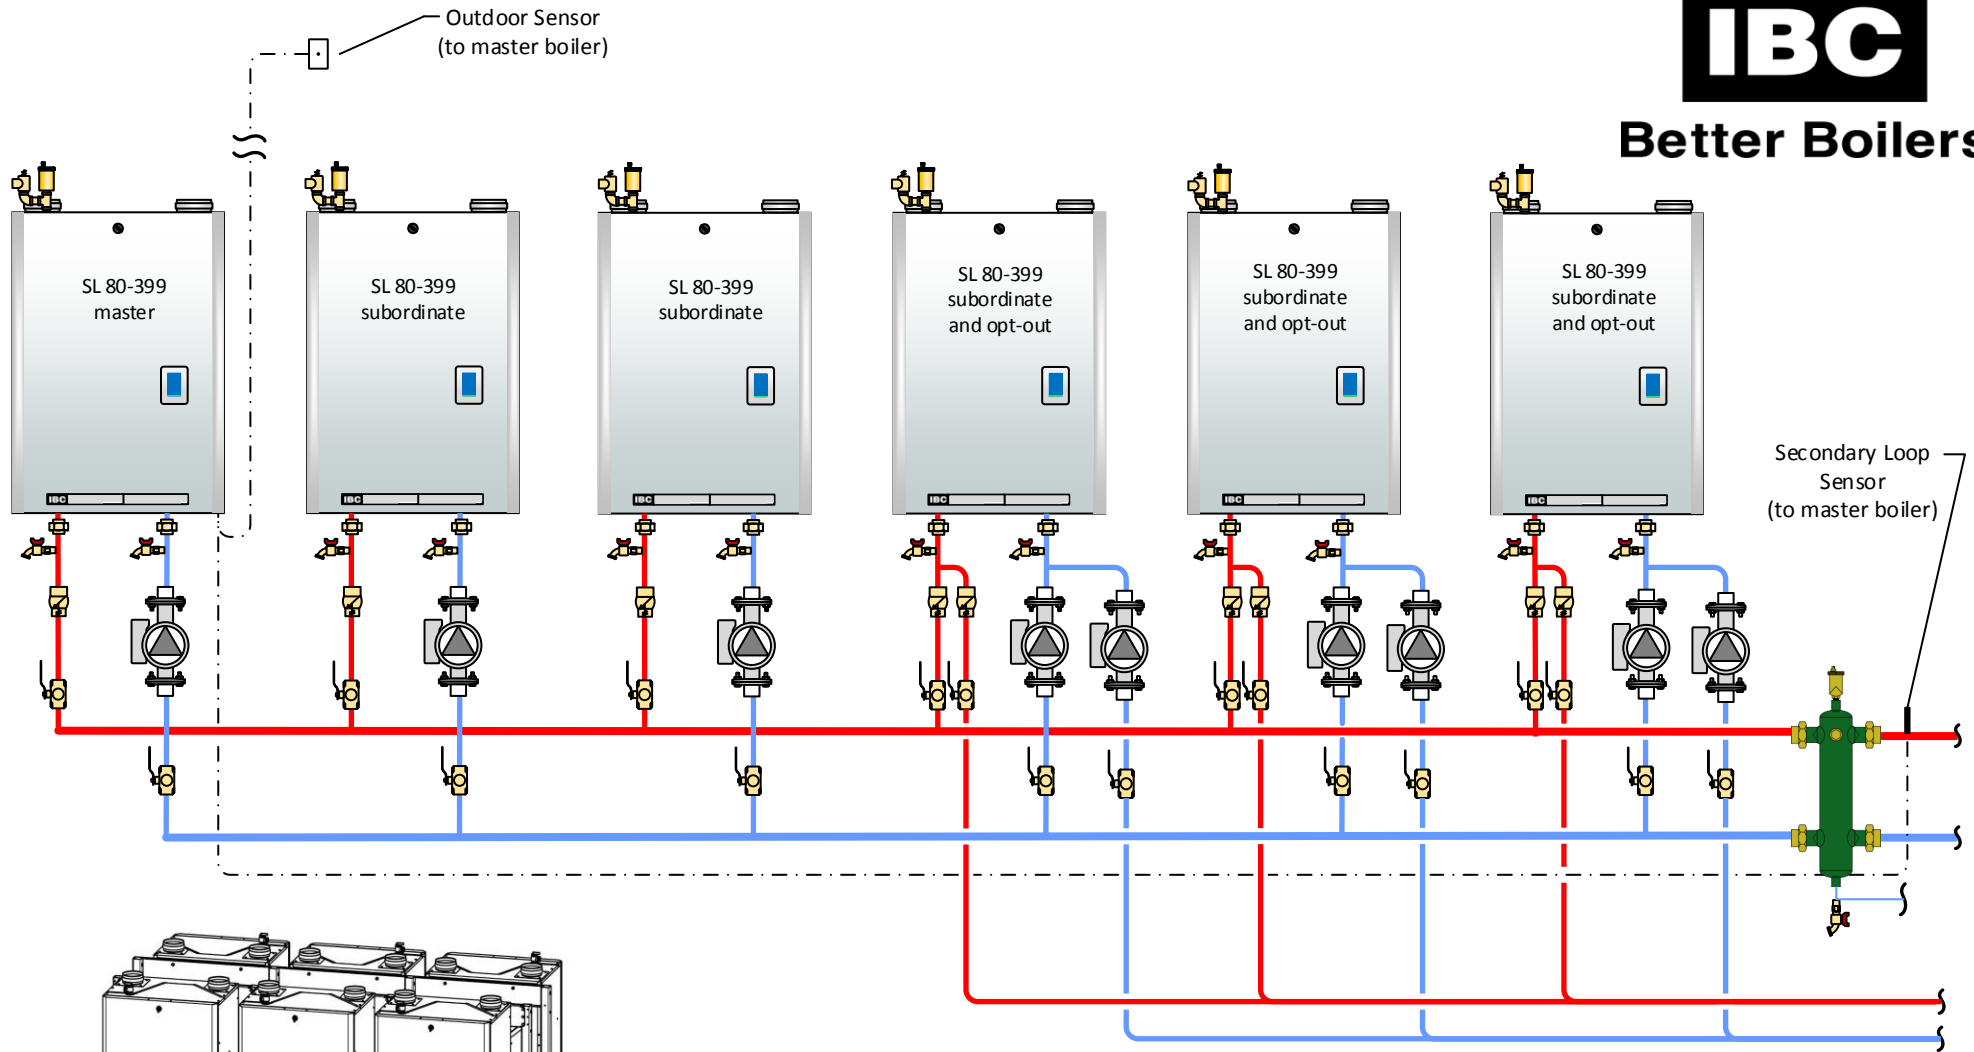 Outdoor Sensor
(to master boiler)
IBC
Better Boilers
SL 80-399
master
SL 80-399
subordinate
SL 80-399
subordinate
SL 80-399
subordinate
and opt-out
SL 80-399
subordinate
and opt-out
SL 80-399
subordinate
and opt-out
Secondary Loop
Sensor
(to master boiler)
IBC
IBC
IBC
IBC
IBC
IBC